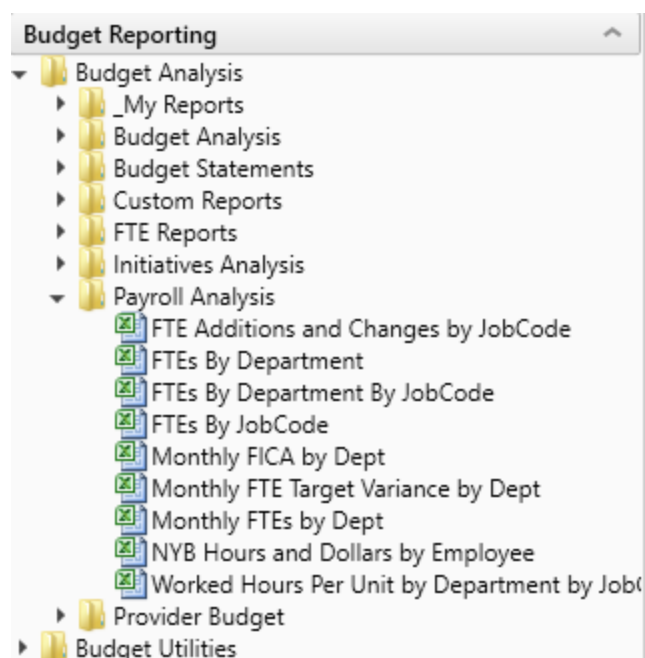 Budget Reporting
Budget Analysis
_My Reports
Budget Analysis
Budget Statements
Custom Reports
FTE Reports
Initiatives Analysis
Payroll Analysis
FTE Additions and Changes by JobCode
FTEs By Department
FTEs By Department By JobCode
FTEs By JobCode
Monthly FICA by Dept
Monthly FTE Target Variance by Dept
Monthly FTEs by Dept
NYB Hours and Dollars by Employee
Worked Hours Per Unit by Department by Job
Provider Budget
Budget Utilities